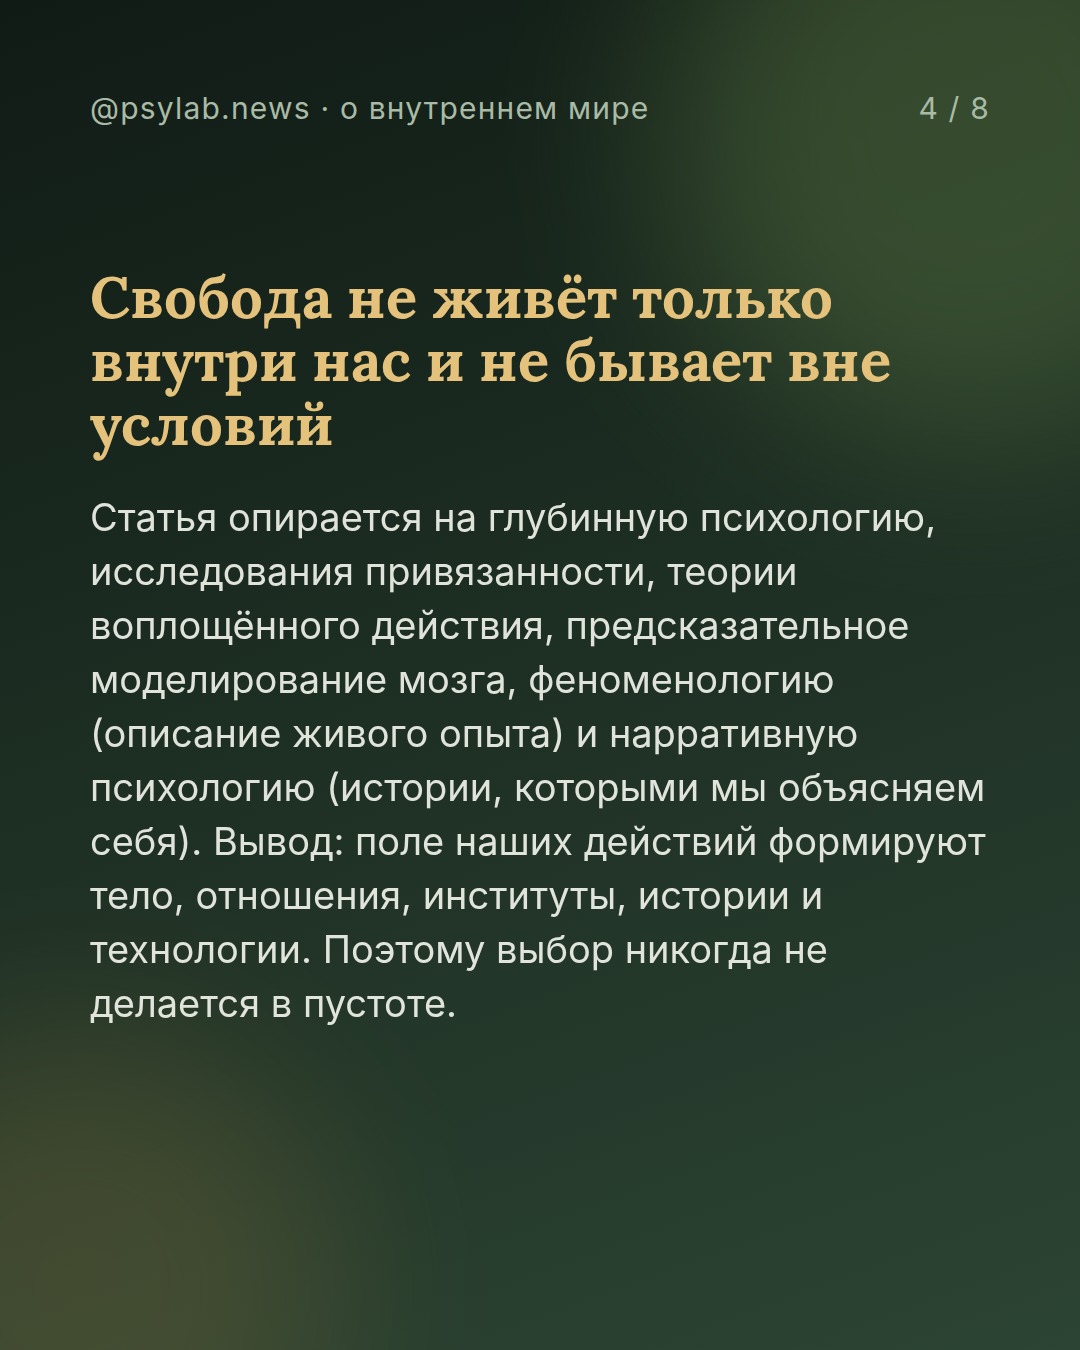 @psylab.news · о внутреннем мире
4 / 8
Свобода не живёт только
внутри нас и не бывает вне
условий
Статья опирается на глубинную психологию,
исследования привязанности, теории
воплощённого действия, предсказательное
моделирование мозга, феноменологию
(описание живого опыта) и нарративную
психологию (истории, которыми мы объясняем
себя). Вывод: поле наших действий формируют
тело, отношения, институты, истории и
технологии. Поэтому выбор никогда не
делается в пустоте.